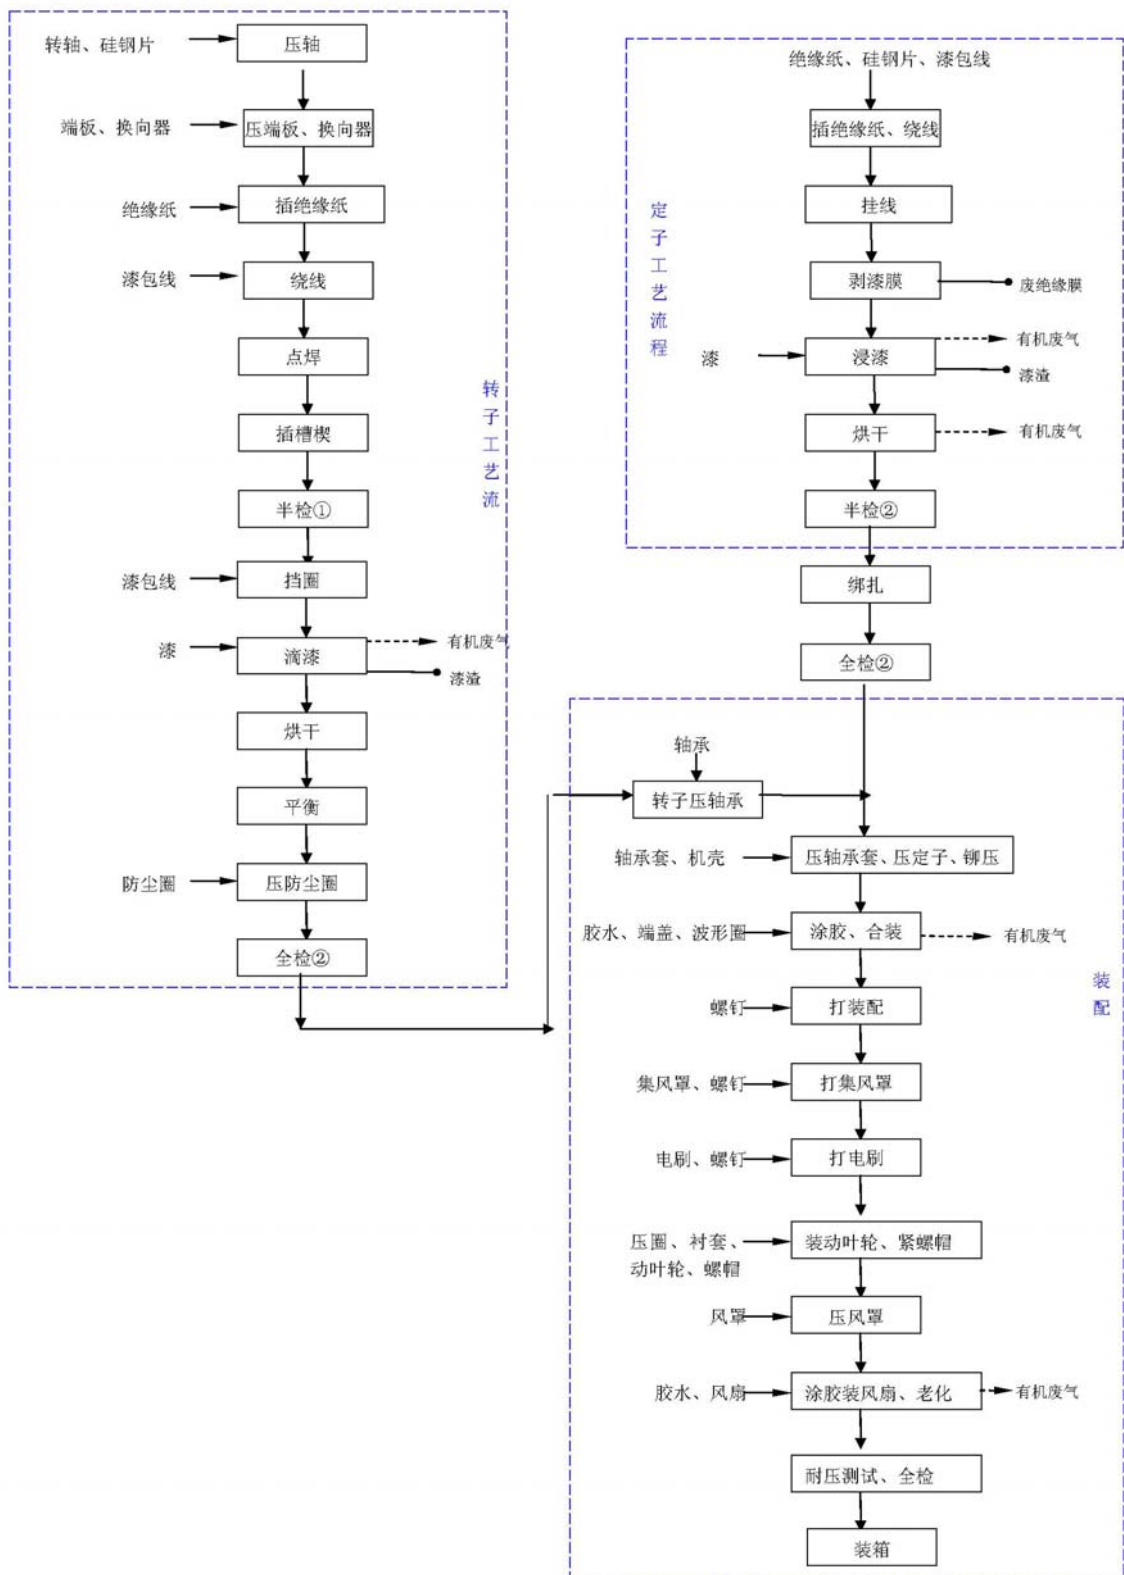 转轴、硅钢片
压轴
端板、换向器
压端板、换向器
绝缘纸
插绝缘纸
漆包线
绕线
点焊
插槽楔
半检①
漆包线
挡圈
漆
滴漆
有机废气
漆渣
烘干
平衡
防尘圈
压防尘圈
全检②
转子工艺流
绝缘纸、硅钢片、漆包线
插绝缘纸、绕线
挂线
剥漆膜
废绝缘膜
漆
浸漆
有机废气
漆渣
烘干
有机废气
半检②
定子工艺流程
绑扎
全检②
轴承
转子压轴承
轴承套、机壳
压轴承套、压定子、铆压
胶水、端盖、波形圈
涂胶、合装
有机废气
螺钉
打装配
集风罩、螺钉
打集风罩
电刷、螺钉
打电刷
压圈、衬套、
动叶轮、螺帽
装动叶轮、紧螺帽
风罩
压风罩
胶水、风扇
涂胶装风扇、老化
有机废气
耐压测试、全检
装箱
装配